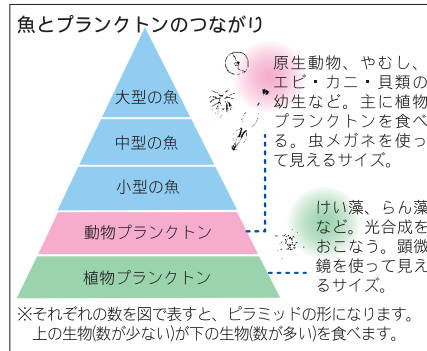 魚とプランクトンのつながり
大型の魚
中型の魚
小型の魚
動物プランクトン
植物プランクトン
原生動物、やむし、
エビ・カニ・貝類の
幼生など。主に植物
プランクトンを食べ
る。虫メガネを使っ
て見えるサイズ。
けい藻、らん藻
など。光合成を
おこなう。顕微
鏡を使って見え
るサイズ。
※それぞれの数を図で表すと、ピラミッドの形になります。
上の生物(数が少ない)が下の生物(数が多い)を食べます。